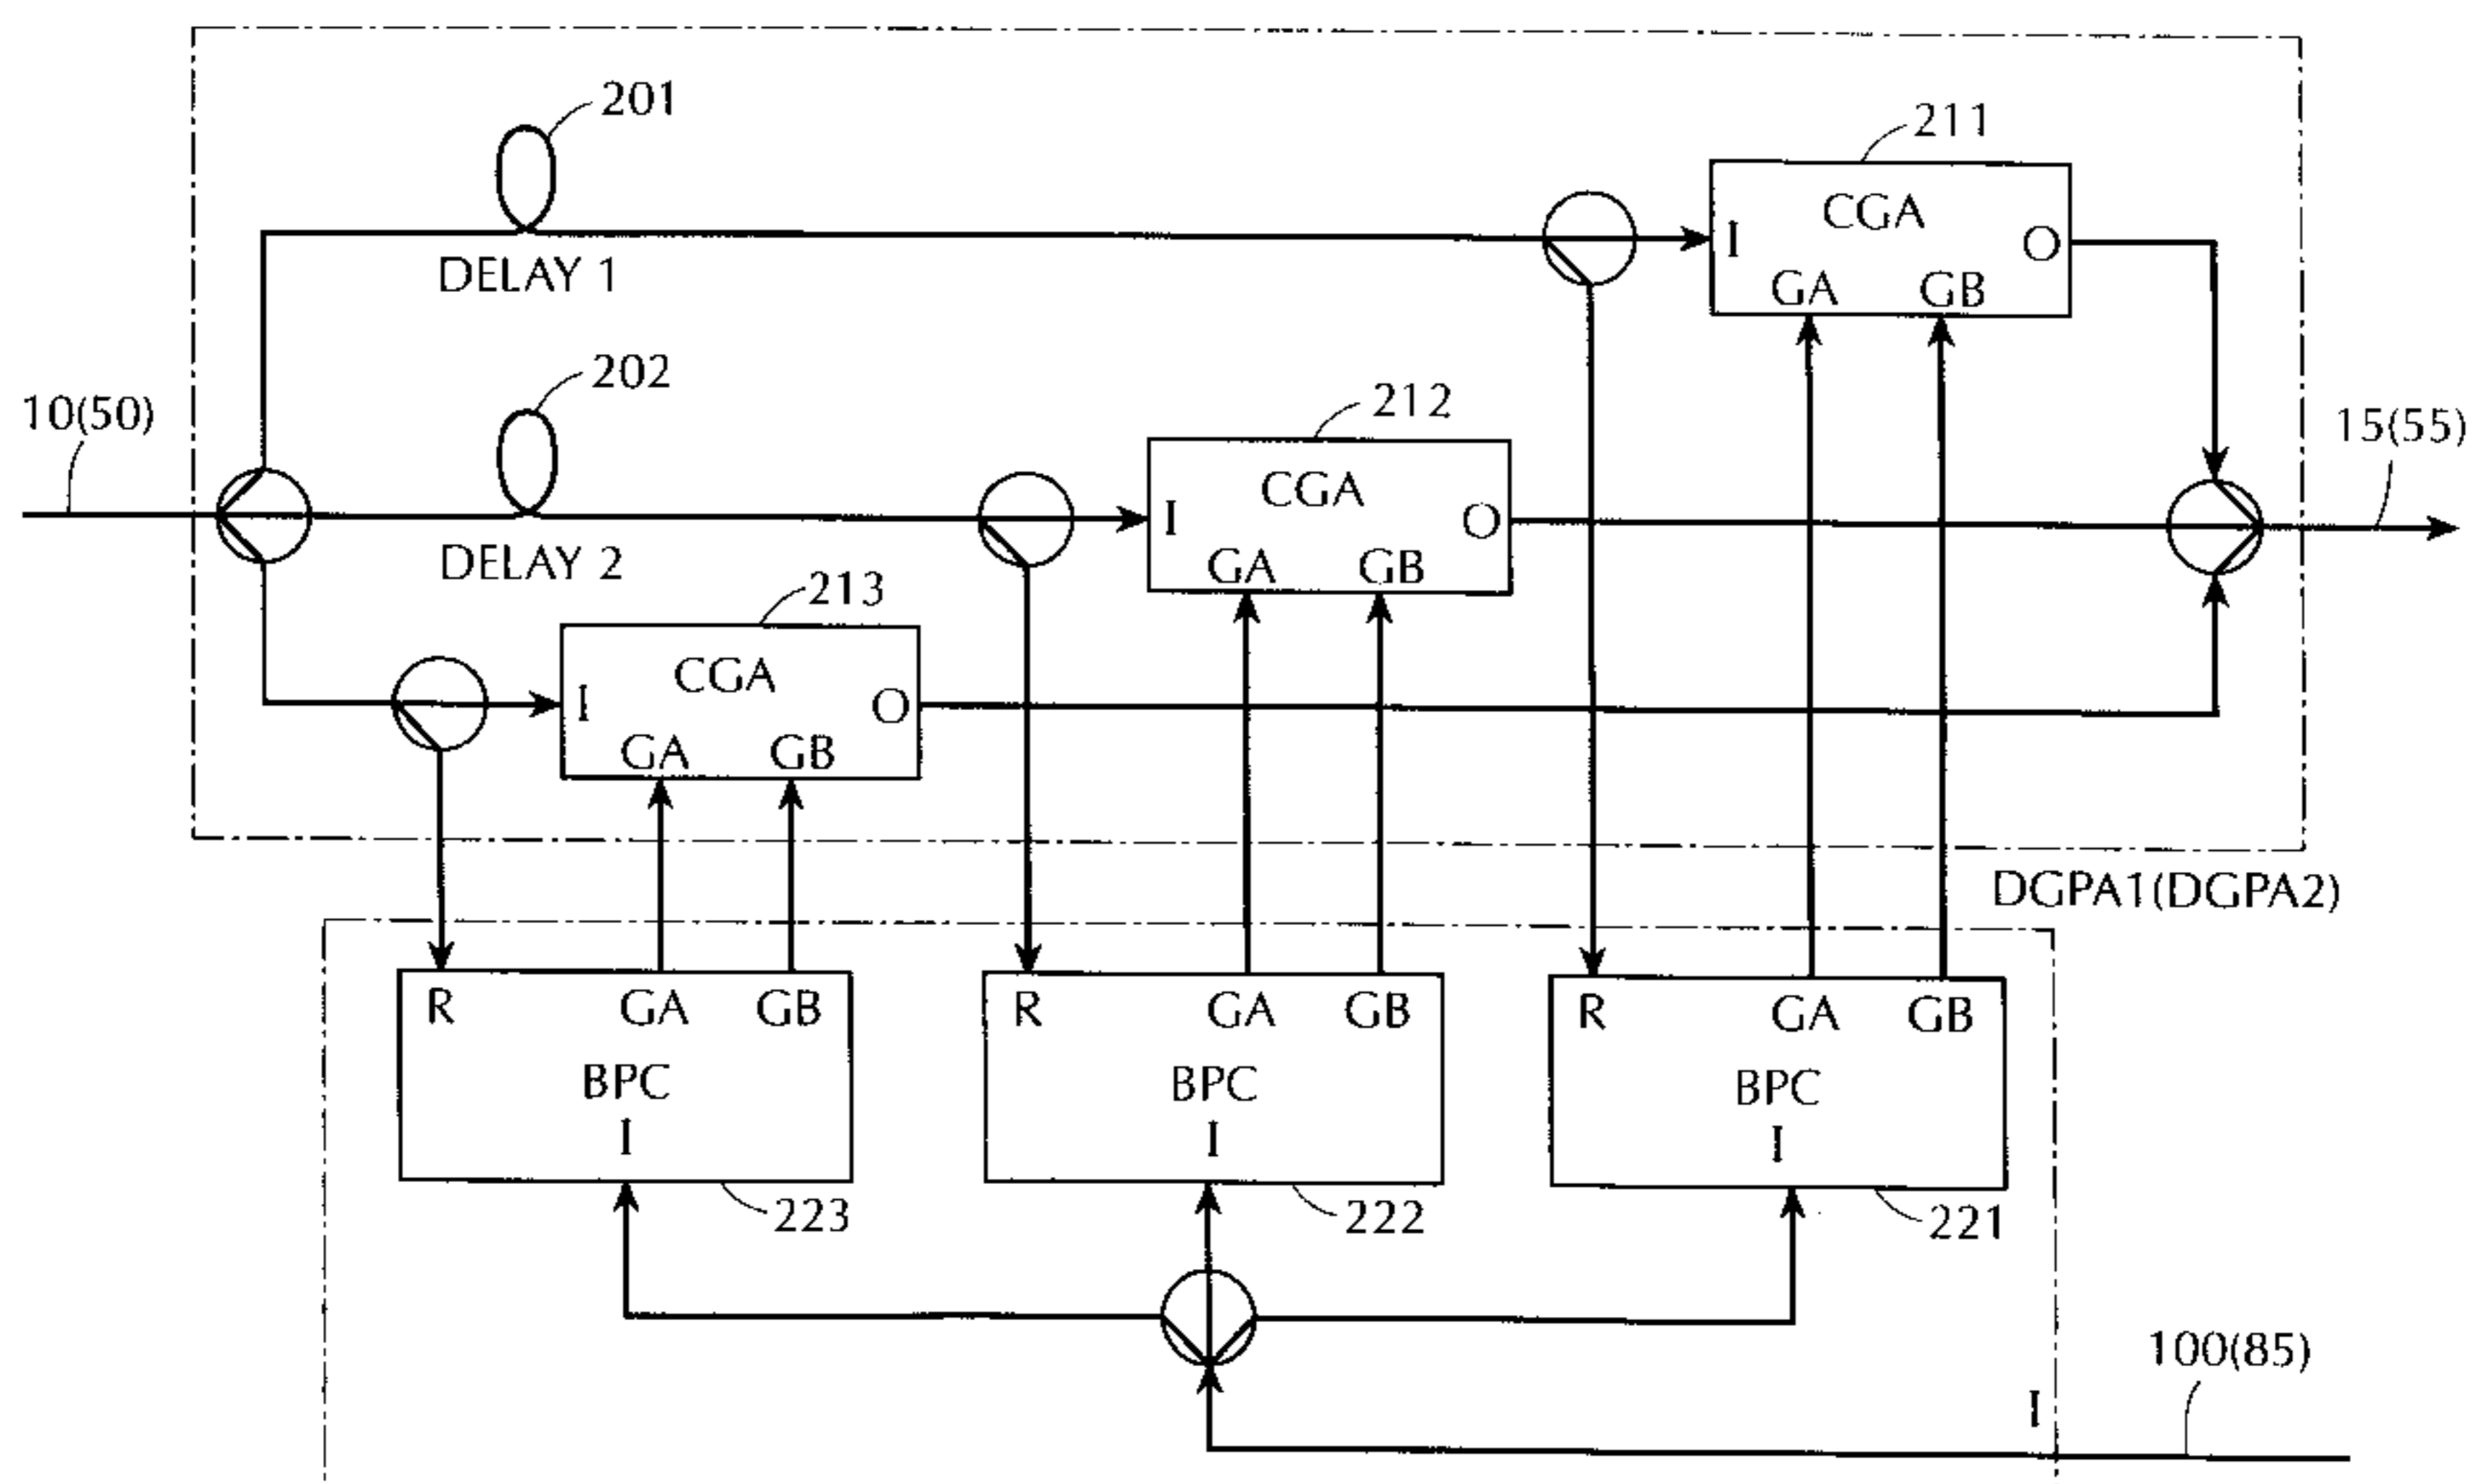 201
211
CGA
I
O
GA GB
DELAY 1
202
10(50)
212
15(55)
CGA
I
O
GA GB
DELAY 2
213
CGA
I
O
GA GB
DGPA1(DGPA2)
R GA GB
BPC
I
R GA GB
BPC
I
R GA GB
BPC
I
223
222
221
100(85)
I